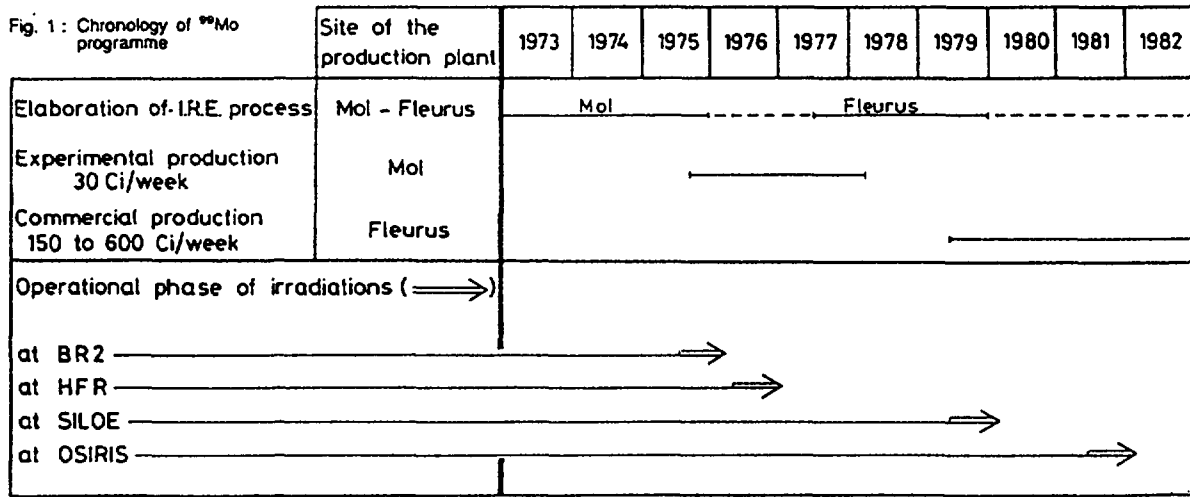 Fig. 1 : Chronology of ⁹⁹Mo
programme
Site of the
production plant
1973 1974 1975 1976 1977 1978 1979 1980 1981 1982
Elaboration of I.R.E. process Mol - Fleurus Mol Fleurus
Experimental production
30 Ci/week
Mol
Commercial production
150 to 600 Ci/week
Fleurus
Operational phase of irradiations (⟹)
at BR2
at HFR
at SILOE
at OSIRIS